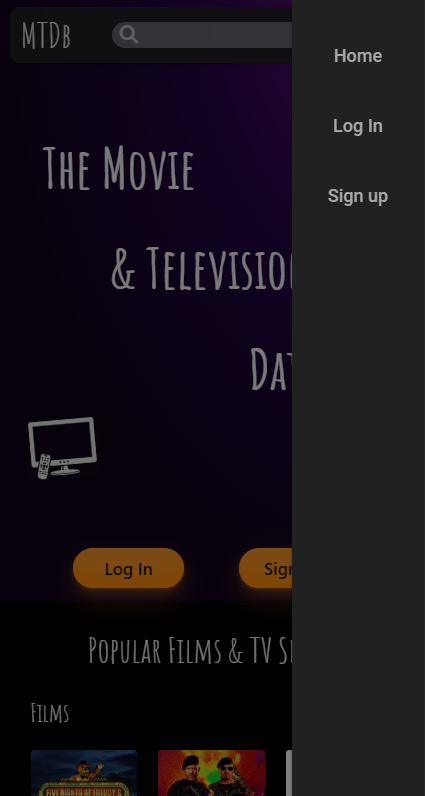 MTDb
Home
Log In
Sign up
The Movie
& Televisio
Dat
Log In
Sign
Popular Films & TV S
Films
FIVE NIGHTS AT FREDDY'S